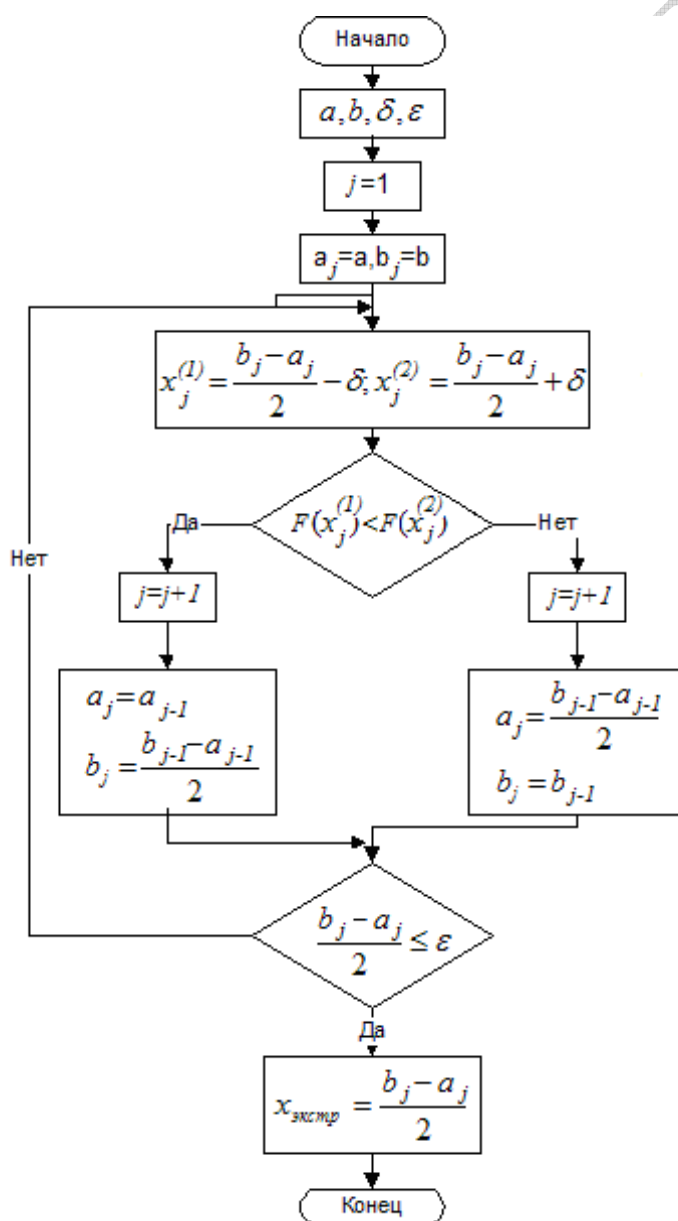 Начало
a, b, δ, ε
j=1
a_j=a, b_j=b
x_j^(1) = (b_j − a_j)/2 − δ; x_j^(2) = (b_j − a_j)/2 + δ
Да
F(x_j^(1)) < F(x_j^(2))
Нет
Нет
j=j+1
j=j+1
a_j = a_{j-1}
b_j = (b_{j-1} − a_{j-1})/2
a_j = (b_{j-1} − a_{j-1})/2
b_j = b_{j-1}
(b_j − a_j)/2 ≤ ε
Да
x_экстр = (b_j − a_j)/2
Конец